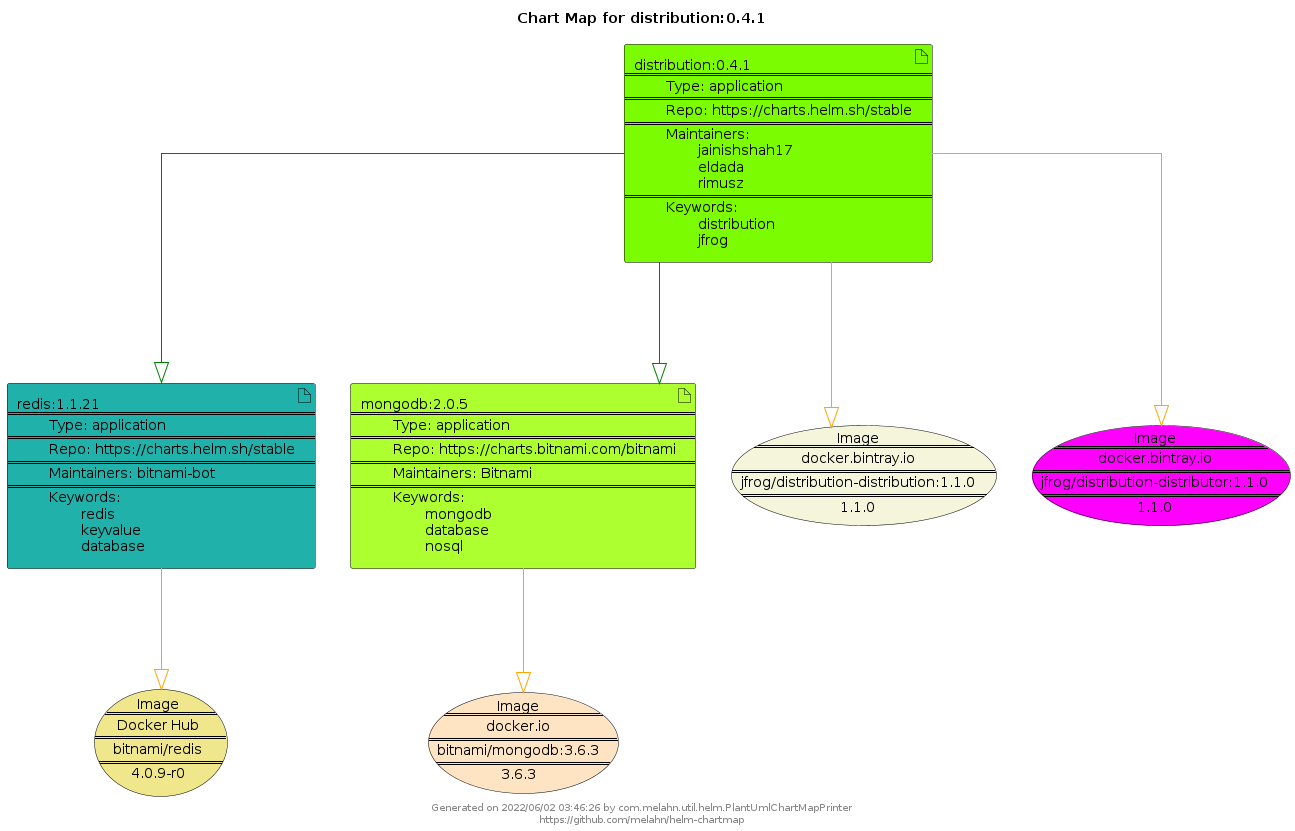 Chart Map for distribution:0.4.1
distribution:0.4.1
Type: application
Repo: https://charts.helm.sh/stable
Maintainers:
jainishshah17
eldada
rimusz
Keywords:
distribution
jfrog
redis:1.1.21
Type: application
Repo: https://charts.helm.sh/stable
Maintainers: bitnami-bot
Keywords:
redis
keyvalue
database
mongodb:2.0.5
Type: application
Repo: https://charts.bitnami.com/bitnami
Maintainers: Bitnami
Keywords:
mongodb
database
nosql
Image
docker.bintray.io
jfrog/distribution-distribution:1.1.0
1.1.0
Image
docker.bintray.io
jfrog/distribution-distributor:1.1.0
1.1.0
Image
Docker Hub
bitnami/redis
4.0.9-r0
Image
docker.io
bitnami/mongodb:3.6.3
3.6.3
Generated on 2022/06/02 03:46:26 by com.melahn.util.helm.PlantUmlChartMapPrinter
https://github.com/melahn/helm-chartmap